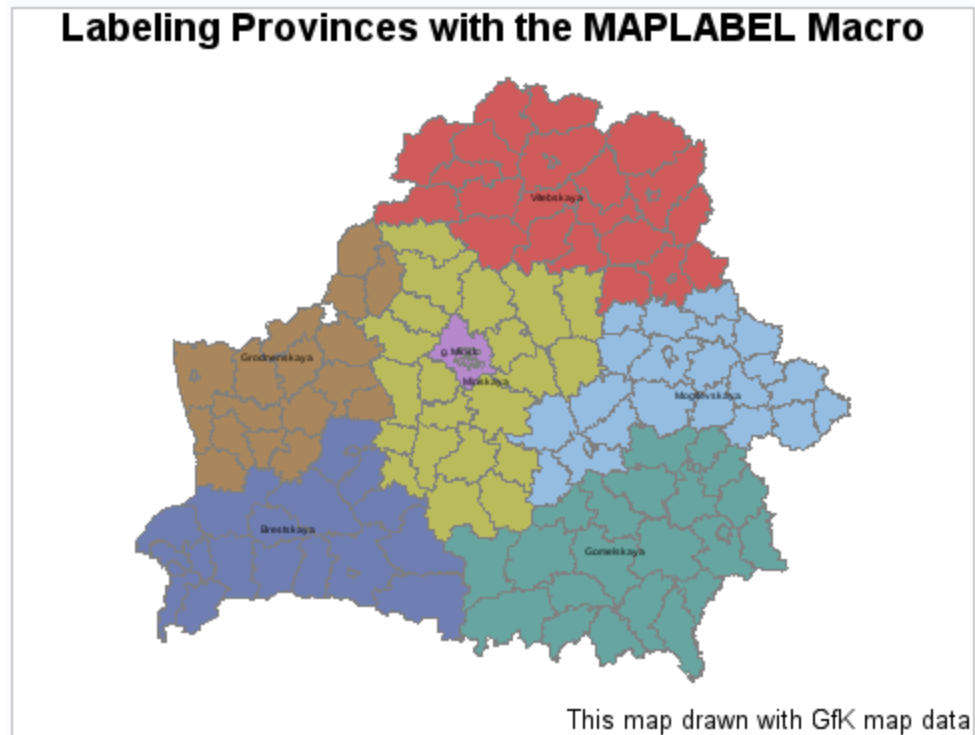 Labeling Provinces with the MAPLABEL Macro
Vitebskaya
Grodnenskaya
Minskaya
Mogilevskaya
Brestskaya
Gomelskaya
This map drawn with GfK map data